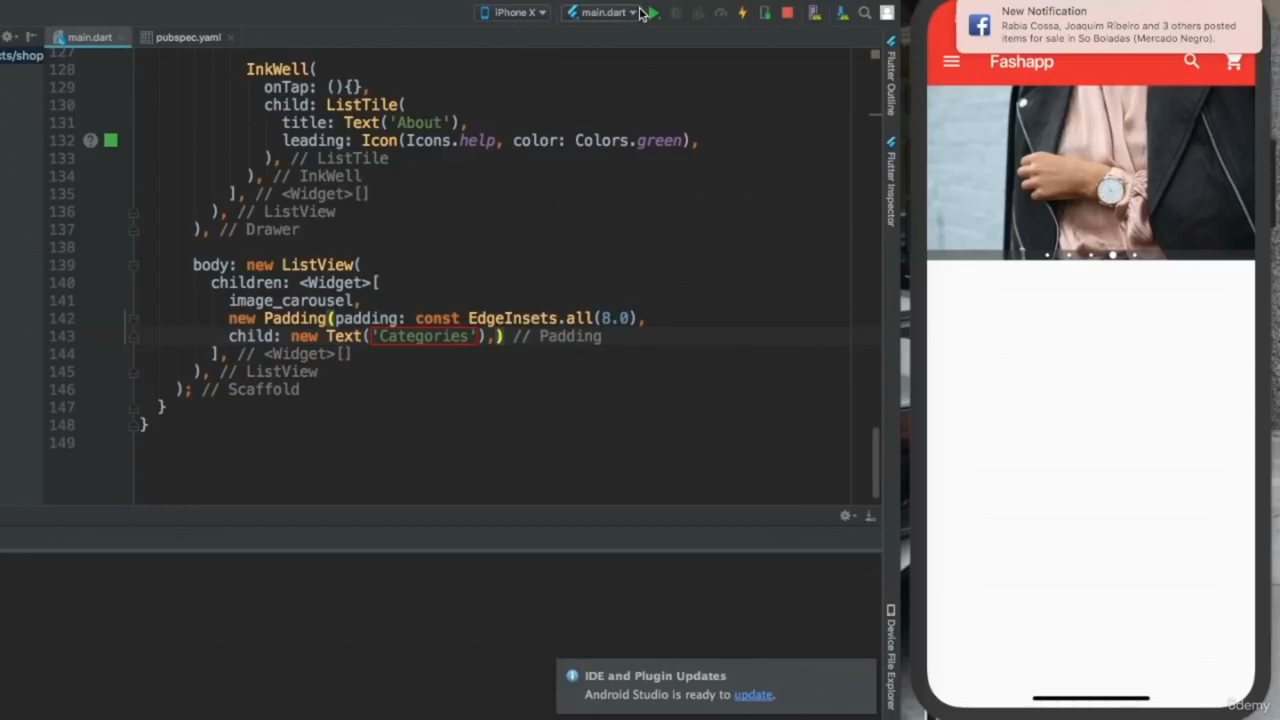 iPhone X
main.dart
New Notification
Rabia Cossa, Joaquim Ribeiro and 3 others posted
items for sale in So Boladas (Mercado Negro).
main.dart
pubspec.yaml
Fashapp
cts/shop
127
128 InkWell(
129 onTap: (){},
130 child: ListTile(
131 title: Text('About'),
132 leading: Icon(Icons.help, color: Colors.green),
133 ), // ListTile
134 ), // InkWell
135 ], // <Widget>[]
136 ), // ListView
137 ), // Drawer
138
139 body: new ListView(
140 children: <Widget>[
141 image_carousel,
142 new Padding(padding: const EdgeInsets.all(8.0),
143 child: new Text('Categories'),) // Padding
144 ], // <Widget>[]
145 ), // ListView
146 ); // Scaffold
147 }
148 }
149
Flutter Outline
Flutter Inspector
Device File Explorer
IDE and Plugin Updates
Android Studio is ready to update.
ûdemy